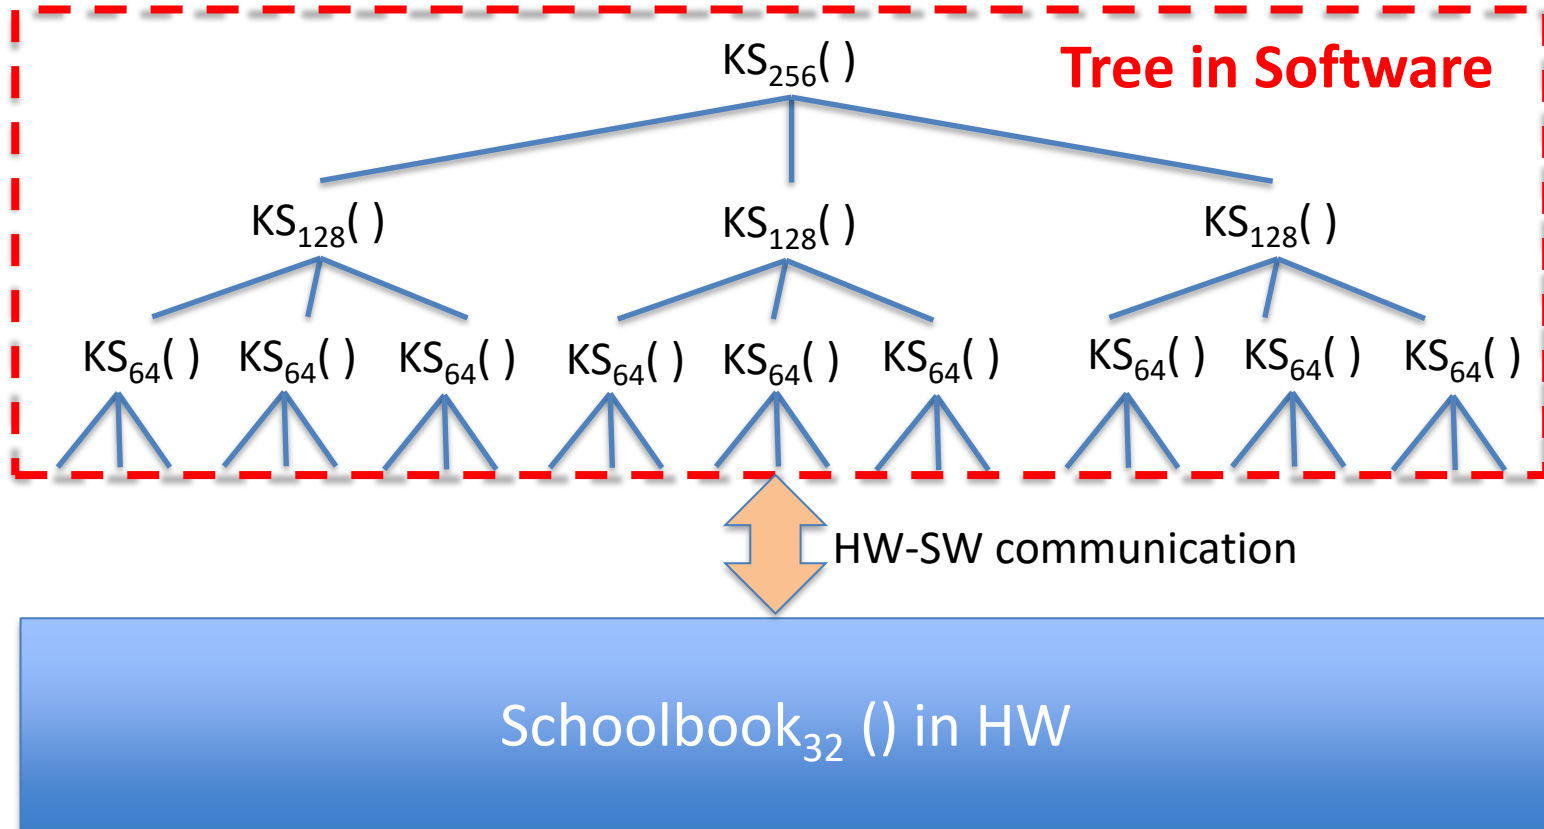 KS₂₅₆( )
Tree in Software
KS₁₂₈( ) KS₁₂₈( ) KS₁₂₈( )
KS₆₄( ) KS₆₄( ) KS₆₄( ) KS₆₄( ) KS₆₄( ) KS₆₄( ) KS₆₄( ) KS₆₄( ) KS₆₄( )
HW-SW communication
Schoolbook₃₂ () in HW